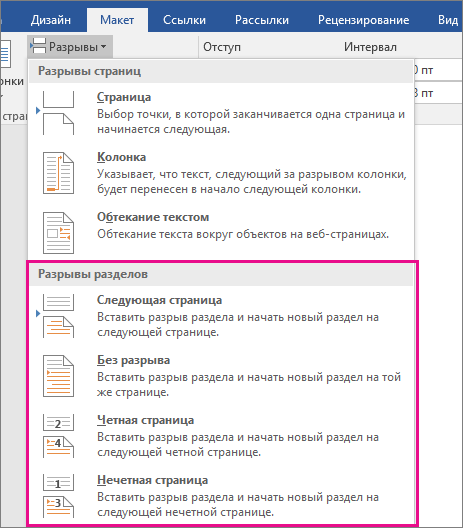 Дизайн Макет Ссылки Рассылки Рецензирование Вид
Разрывы Отступ Интервал
Разрывы страниц
Страница
Выбор точки, в которой заканчивается одна страница и
начинается следующая.
Колонка
Указывает, что текст, следующий за разрывом колонки,
будет перенесен в начало следующей колонки.
Обтекание текстом
Обтекание текста вокруг объектов на веб-страницах.
Разрывы разделов
Следующая страница
Вставить разрыв раздела и начать новый раздел на
следующей странице.
Без разрыва
Вставить разрыв раздела и начать новый раздел на той
же странице.
2
Четная страница
4
Вставить разрыв раздела и начать новый раздел на
следующей четной странице.
1
Нечетная страница
3
Вставить разрыв раздела и начать новый раздел на
следующей нечетной странице.
онки
стран
0 пт
пт